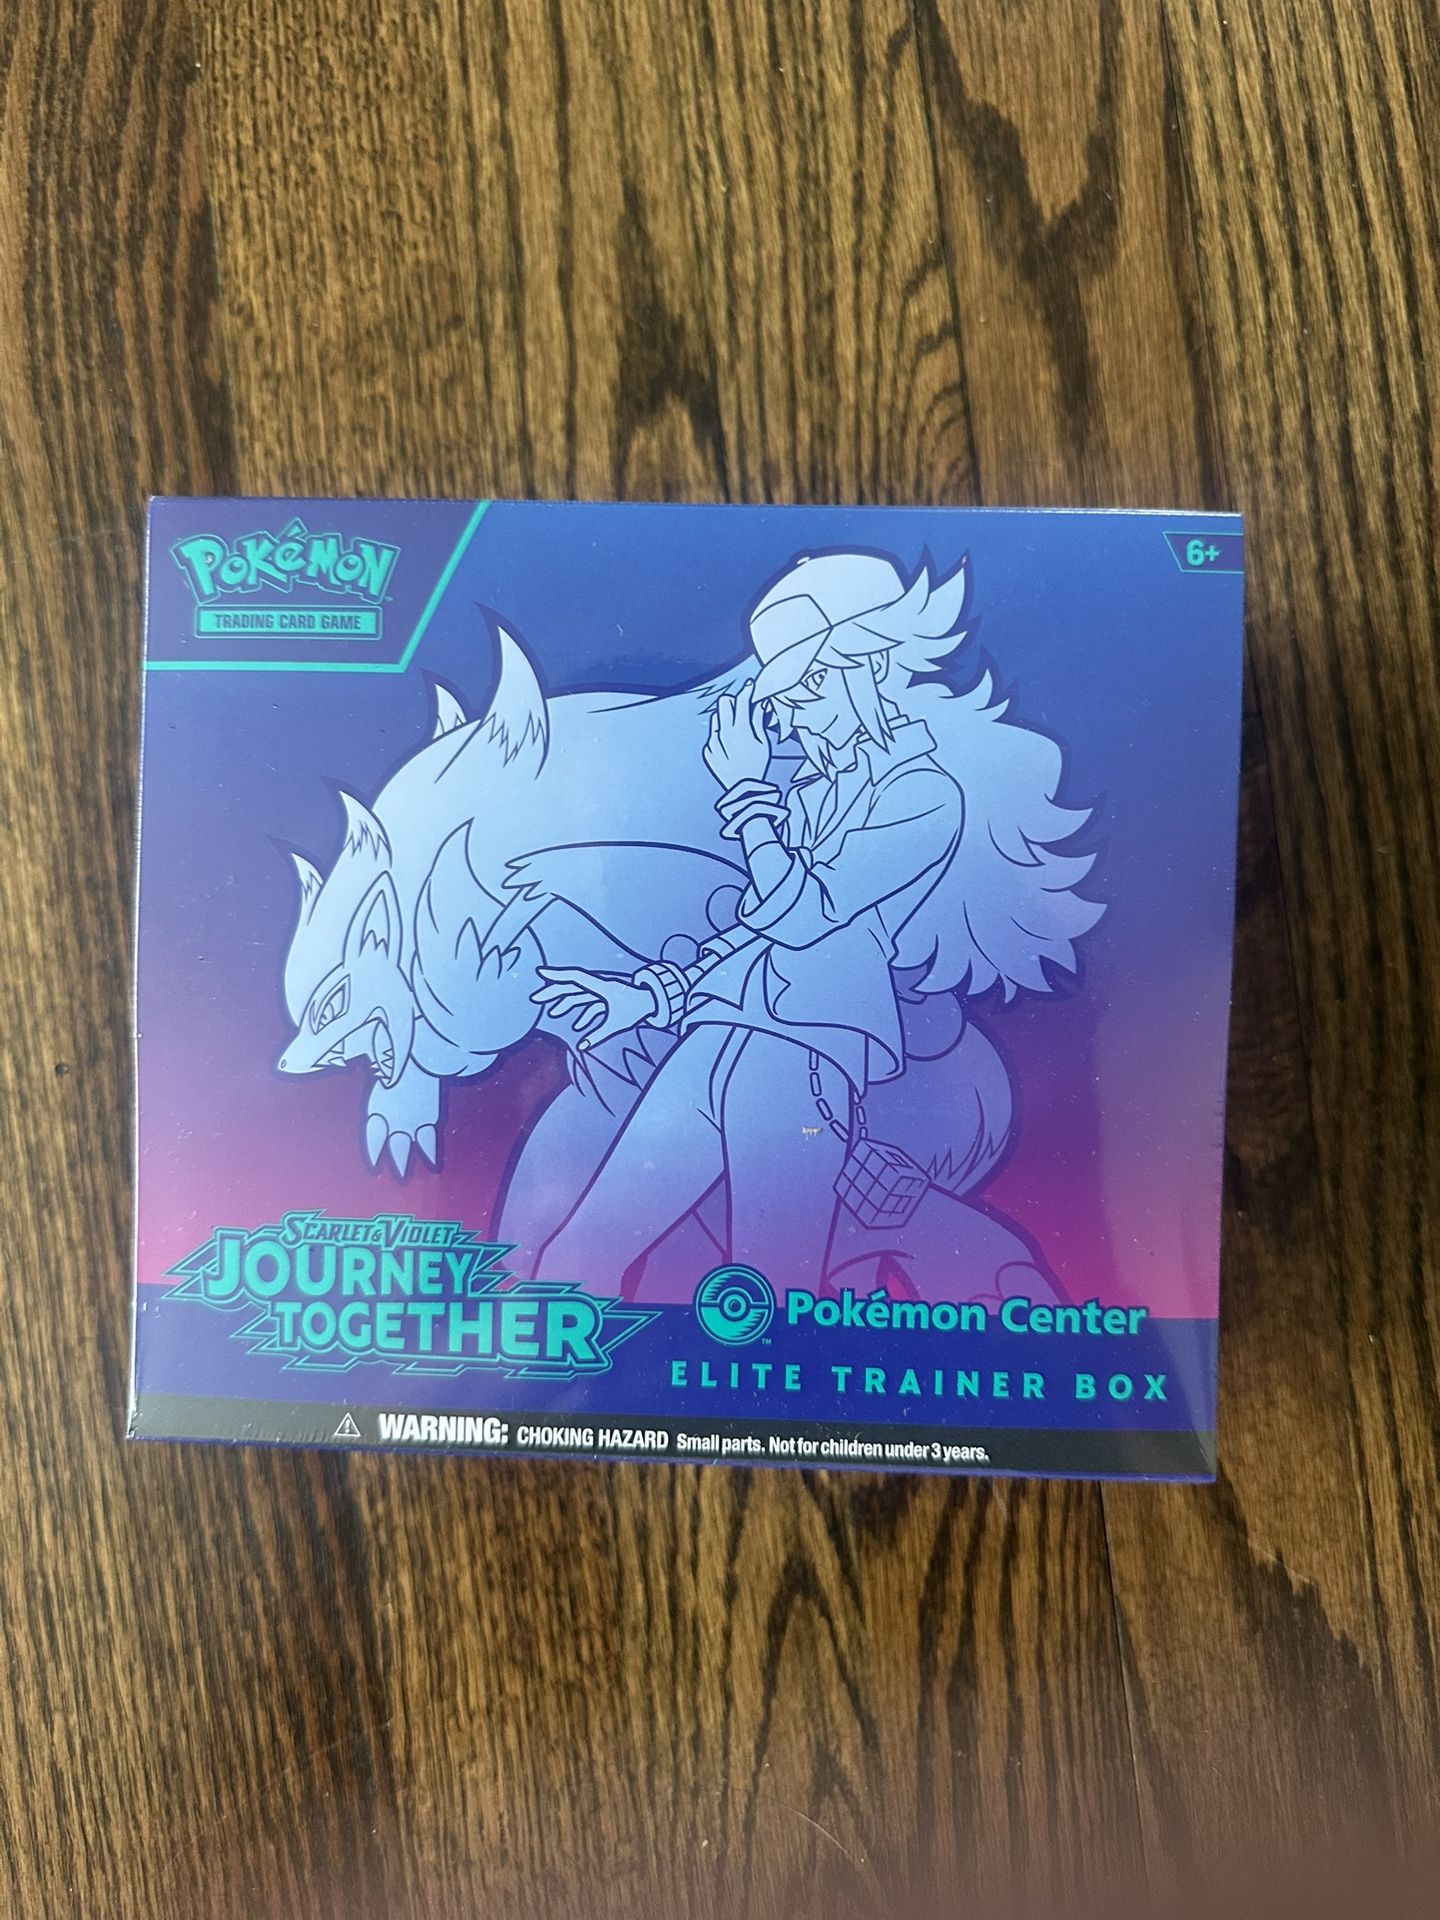 POKéMON
TRADING CARD GAME
6+
SCARLET & VIOLET
JOURNEY
TOGETHER
Pokémon Center
ELITE TRAINER BOX
WARNING: CHOKING HAZARD Small parts. Not for children under 3 years.